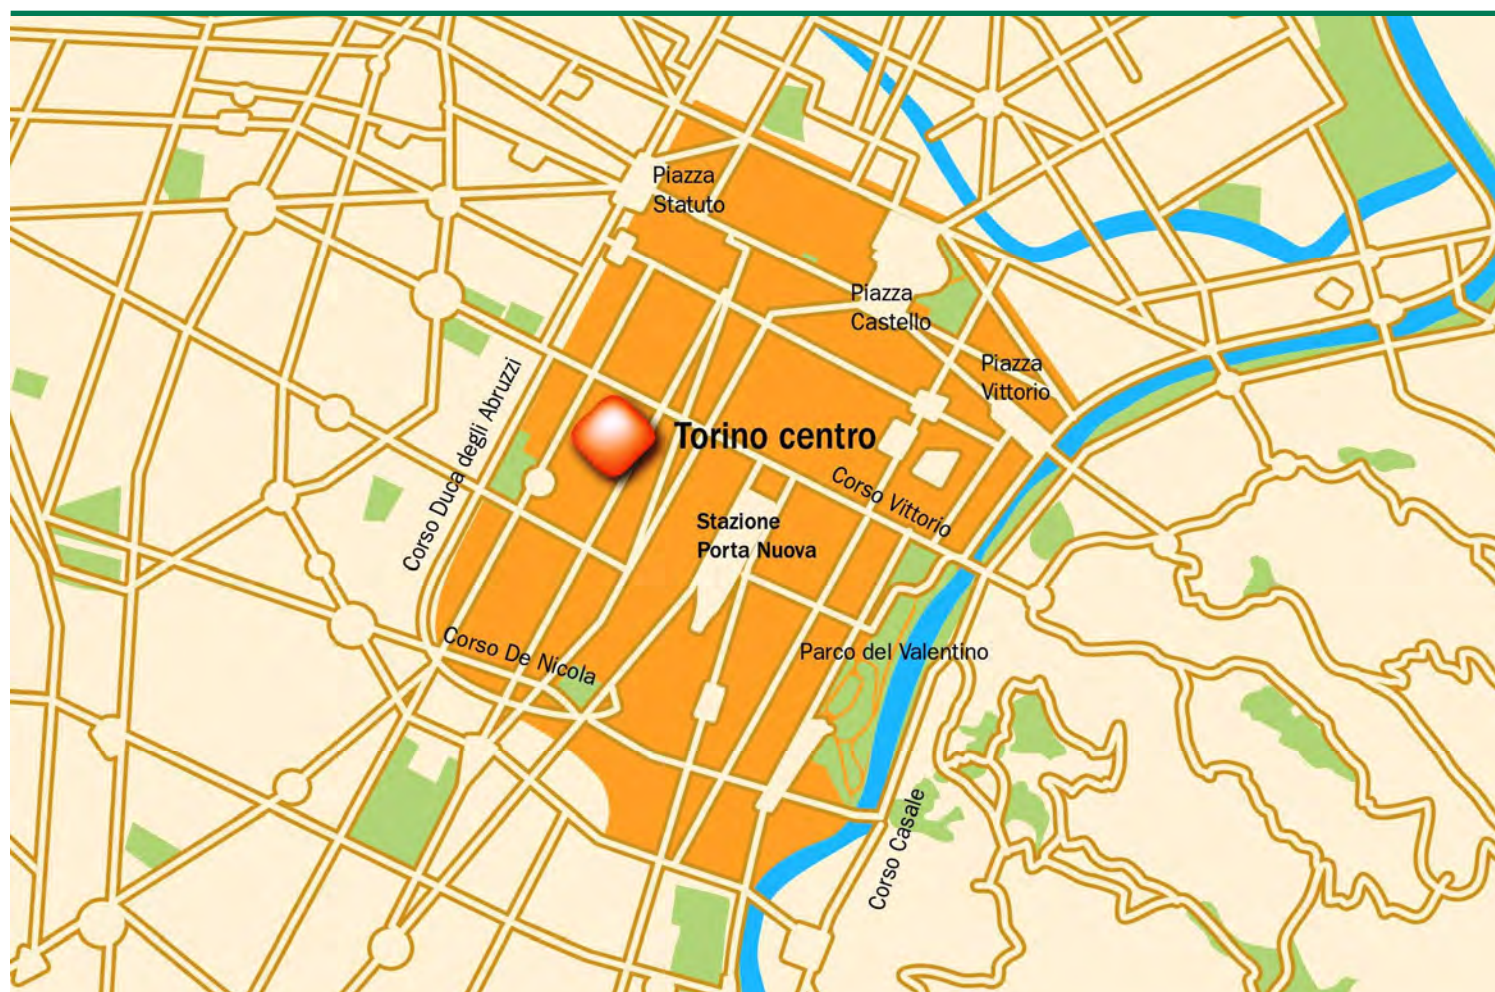 Piazza
Statuto
Piazza
Castello
Piazza
Vittorio
Corso Duca degli Abruzzi
Torino centro
Corso Vittorio
Stazione
Porta Nuova
Corso De Nicola
Parco del Valentino
Corso Casale